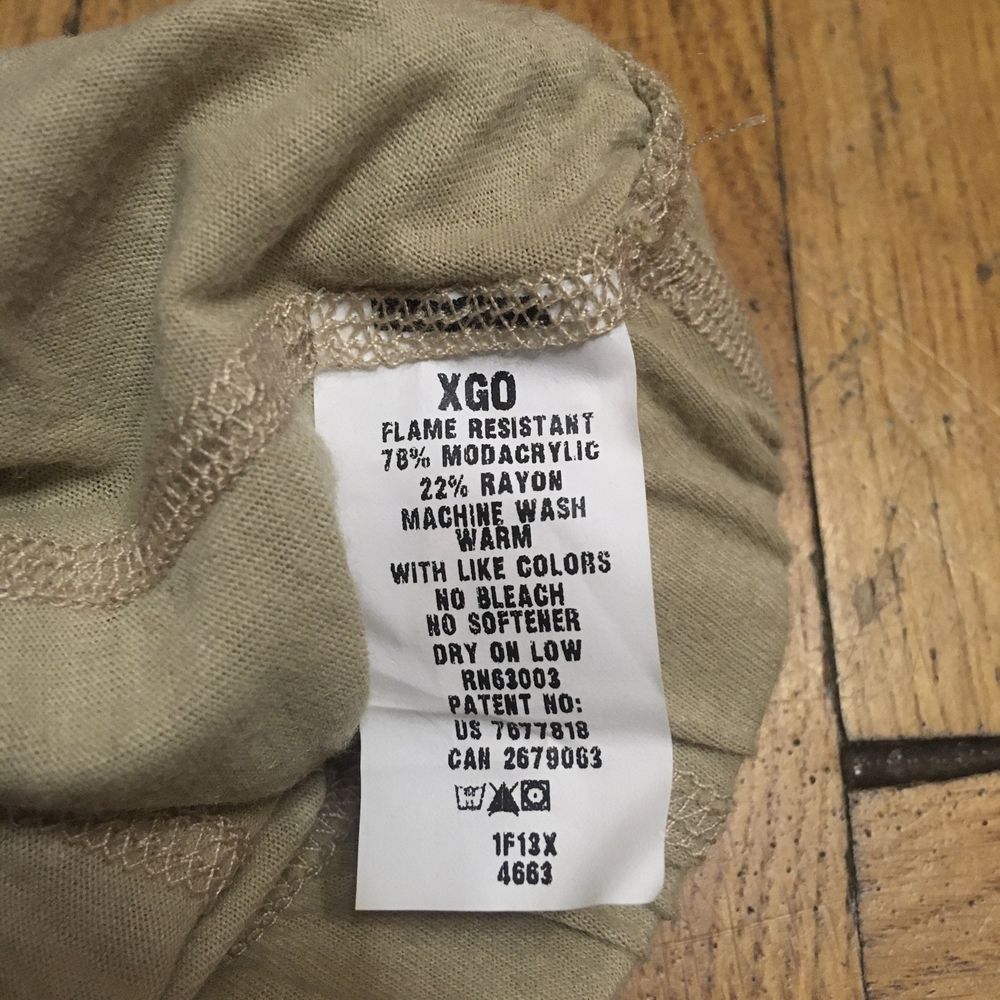 XGO
FLAME RESISTANT
78% MODACRYLIC
22% RAYON
MACHINE WASH
WARM
WITH LIKE COLORS
NO BLEACH
NO SOFTENER
DRY ON LOW
RN63003
PATENT NO:
US 7677818
CAN 2679063
1F13X
4663